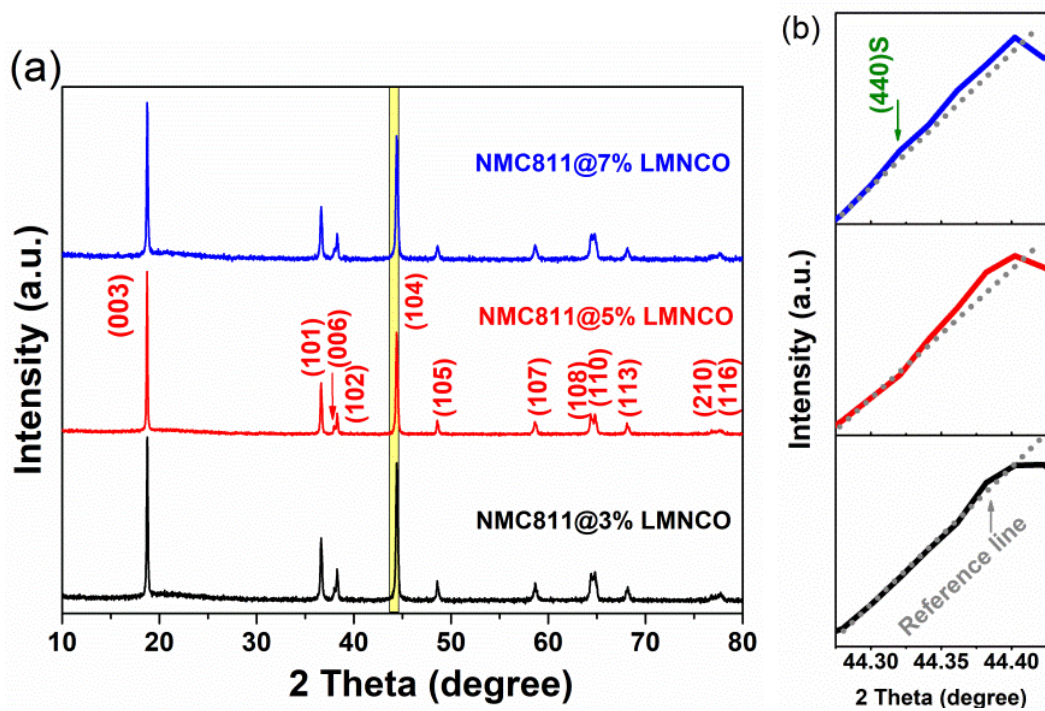 (a)
Intensity (a.u.)
NMC811@7% LMNCO
(003)
(101)
(006)
(102)
(104)
NMC811@5% LMNCO
(105)
(107)
(108)
(110)
(113)
(210)
(116)
NMC811@3% LMNCO
10 20 30 40 50 60 70 80
2 Theta (degree)
(b)
Intensity (a.u.)
(440)S
Reference line
44.30 44.35 44.40
2 Theta (degree)